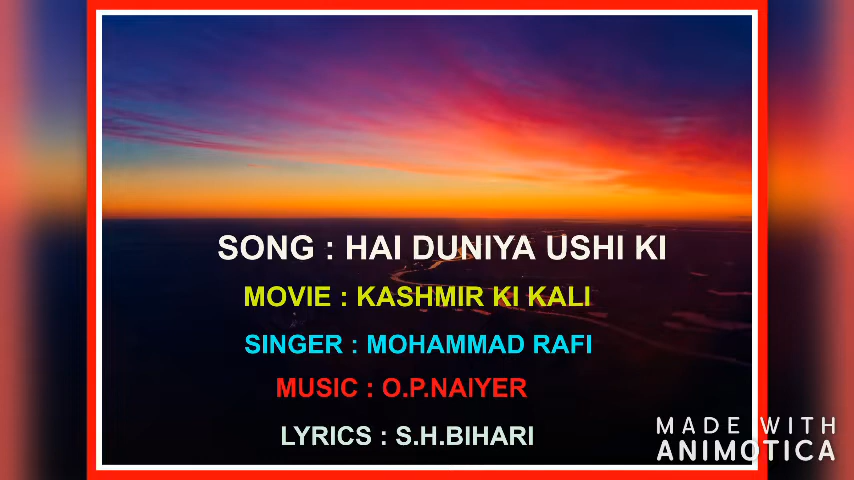 SONG : HAI DUNIYA USHI KI
MOVIE : KASHMIR KI KALI
SINGER : MOHAMMAD RAFI
MUSIC : O.P.NAIYER
LYRICS : S.H.BIHARI
MADE WITH
ANIMOTICA